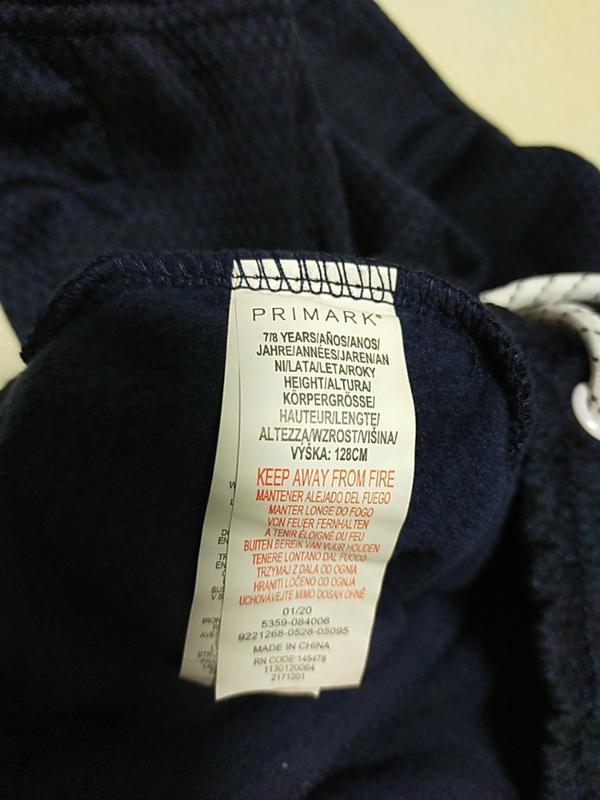 PRIMARK®
7/8 YEARS/AÑOS/ANOS/
JAHRE/ANNÉES/JAREN/AN
NI/LATA/LETA/ROKY
HEIGHT/ALTURA/
KÖRPERGRÖSSE/
HAUTEUR/LENGTE/
ALTEZZA/WZROST/VIŠINA/
VÝŠKA: 128CM
KEEP AWAY FROM FIRE
MANTENER ALEJADO DEL FUEGO
MANTER LONGE DO FOGO
VON FEUER FERNHALTEN
A TENIR ÉLOIGNÉ DU FEU
BUITEN BEREIK VAN VUUR HOUDEN
TENERE LONTANO DAL FUOCO
TRZYMAJ Z DALA OD OGNIA
HRANITI LOČENO OD OGNJA
UCHOVÁVEJTE MIMO DOSAH OHNĚ
01/20
5359-084006
9221268-0528-05095
MADE IN CHINA
RN CODE:145478
1130120064
2171201